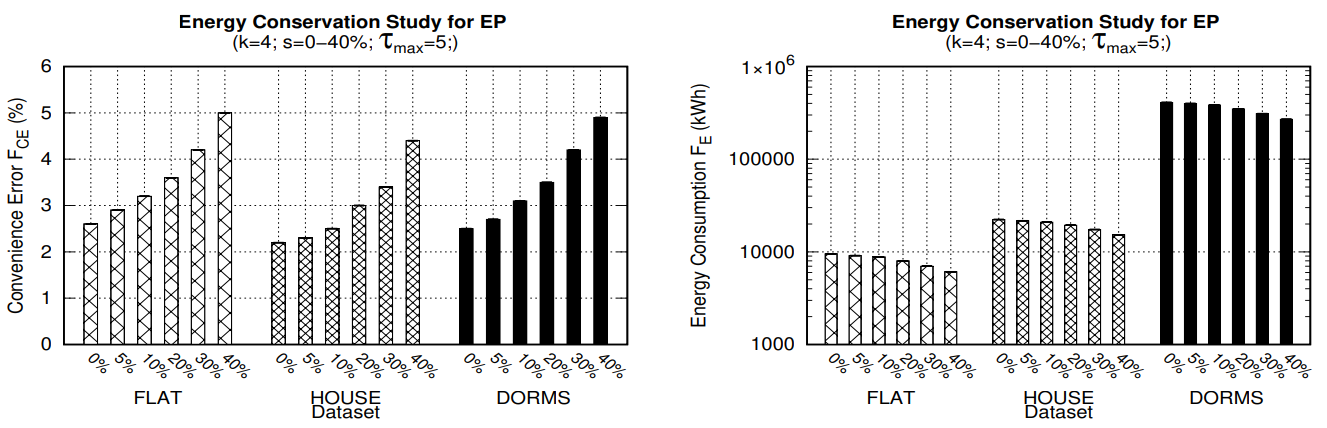 Energy Conservation Study for EP
(k=4; s=0−40%; τmax=5;)
Convenience Error FCE (%)
6
5
4
3
2
1
0
0% 5% 10% 20% 30% 40% 0% 5% 10% 20% 30% 40% 0% 5% 10% 20% 30% 40%
FLAT HOUSE DORMS
Dataset
Energy Conservation Study for EP
(k=4; s=0−40%; τmax=5;)
Energy Consumption FE (kWh)
1×10⁶
100000
10000
1000
0% 5% 10% 20% 30% 40% 0% 5% 10% 20% 30% 40% 0% 5% 10% 20% 30% 40%
FLAT HOUSE DORMS
Dataset